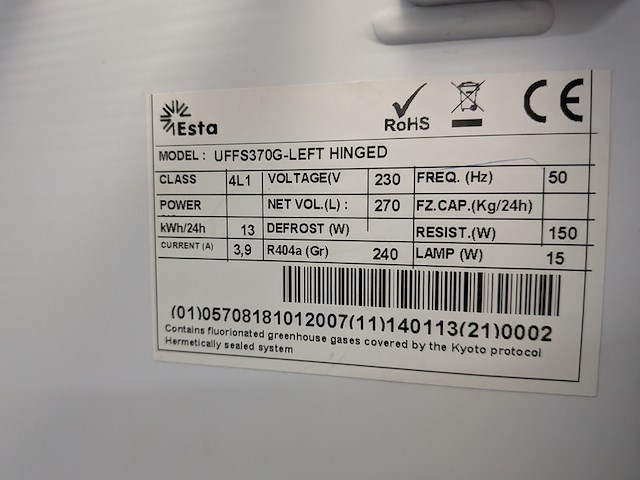 Esta
RoHS
CE
MODEL : UFFS370G-LEFT HINGED
CLASS 4L1 VOLTAGE(V 230 FREQ. (Hz) 50
POWER NET VOL.(L) : 270 FZ.CAP.(Kg/24h)
kWh/24h 13 DEFROST (W) RESIST.(W) 150
CURRENT (A) 3,9 R404a (Gr) 240 LAMP (W) 15
(01)05708181012007(11)140113(21)0002
Contains fluorionated greenhouse gases covered by the Kyoto protocol
Hermetically sealed system